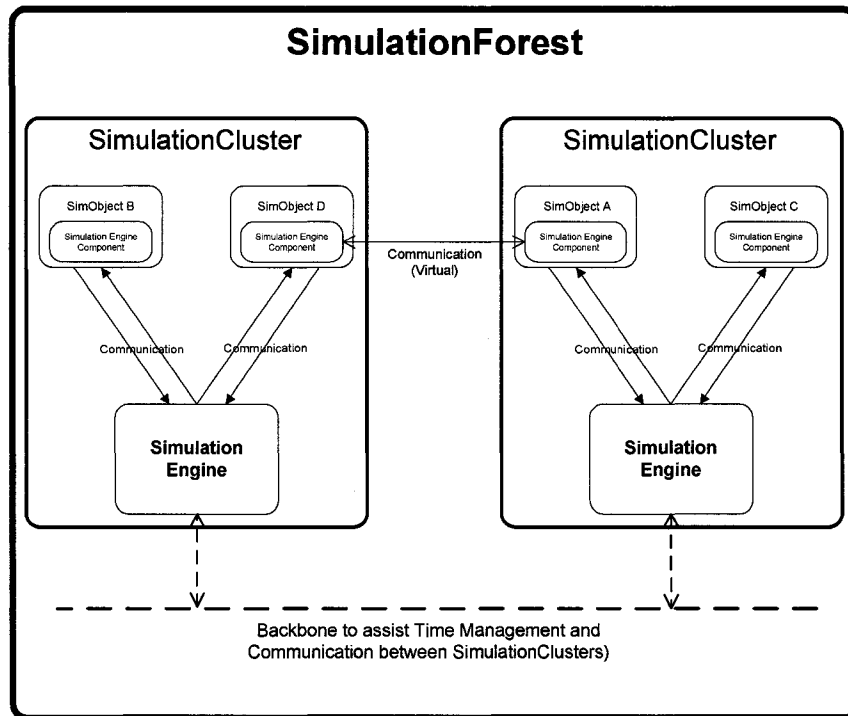 SimulationForest
SimulationCluster
SimObject B
Simulation Engine
Component
SimObject D
Simulation Engine
Component
Communication
Communication
Simulation
Engine
Communication
(Virtual)
SimulationCluster
SimObject A
Simulation Engine
Component
SimObject C
Simulation Engine
Component
Communication
Communication
Simulation
Engine
Backbone to assist Time Management and
Communication between SimulationClusters)